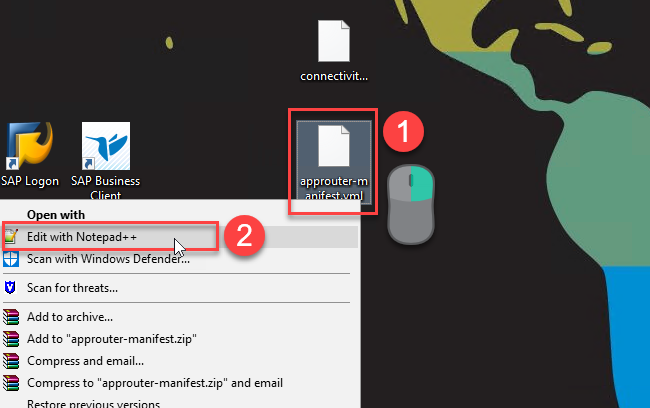 connectivit...
1
approuter-m
anifest.yml
SAP Logon
SAP Business
Client
Open with
Edit with Notepad++
2
Scan with Windows Defender...
Scan for threats...
Add to archive...
Add to "approuter-manifest.zip"
Compress and email...
Compress to "approuter-manifest.zip" and email
Restore previous versions